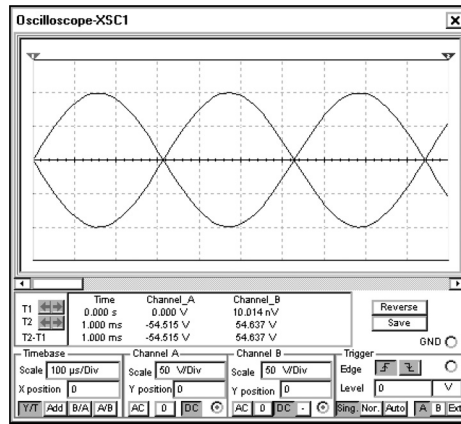 Oscilloscope-XSC1
Time Channel_A Channel_B
T1 0.000 s 0.000 V 10.014 nV
T2 1.000 ms -54.515 V 54.637 V
T2-T1 1.000 ms -54.515 V 54.637 V
Reverse
Save
GND
Timebase
Scale 100 µs/Div
X position 0
Y/T Add B/A A/B
Channel A
Scale 50 V/Div
Y position 0
AC 0 DC
Channel B
Scale 50 V/Div
Y position 0
AC 0 DC -
Trigger
Edge
Level 0 V
Sing. Nor. Auto A B Ext